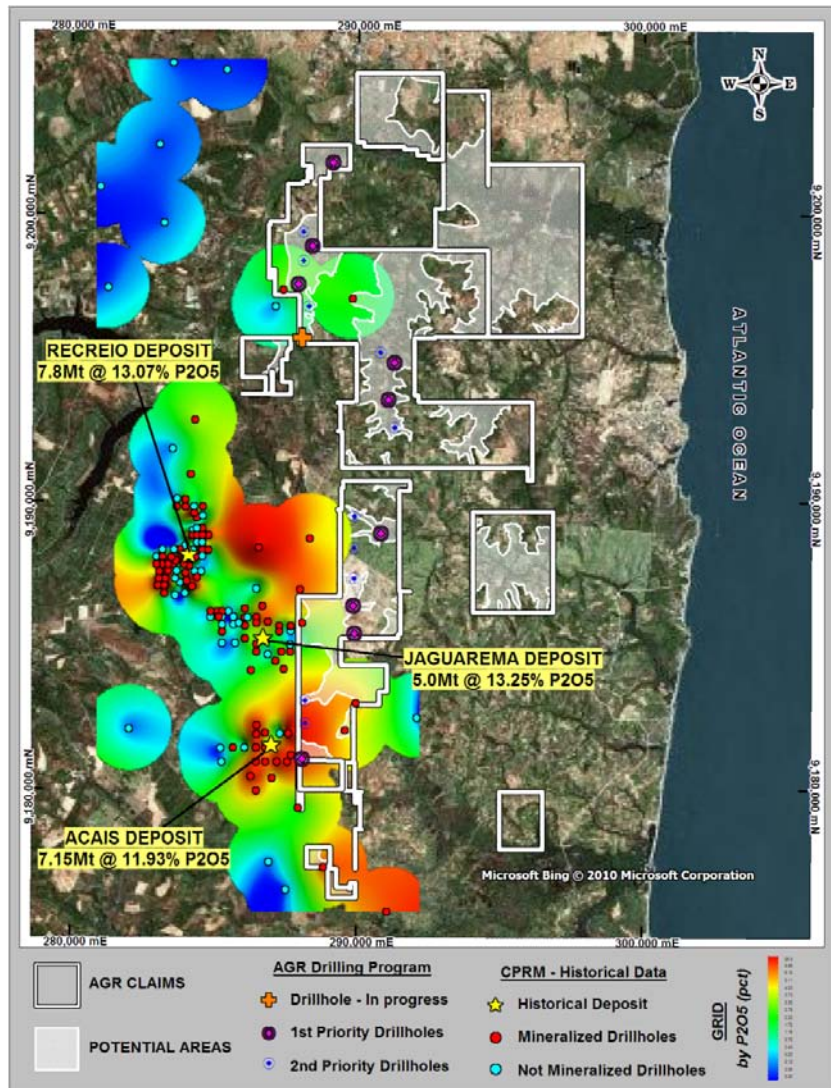 280,000 mE
290,000 mE
300,000 mE
N
W E
S
9,200,000 mN
9,200,000 mN
ATLANTIC OCEAN
RECREIO DEPOSIT
7.8Mt @ 13.07% P2O5
9,190,000 mN
9,190,000 mN
JAGUAREMA DEPOSIT
5.0Mt @ 13.25% P2O5
9,180,000 mN
9,180,000 mN
ACAIS DEPOSIT
7.15Mt @ 11.93% P2O5
Microsoft Bing © 2010 Microsoft Corporation
280,000 mE
290,000 mE
300,000 mE
AGR CLAIMS
POTENTIAL AREAS
AGR Drilling Program
Drillhole - In progress
1st Priority Drillholes
2nd Priority Drillholes
CPRM - Historical Data
Historical Deposit
Mineralized Drillholes
Not Mineralized Drillholes
GRID
by P2O5 (pct)